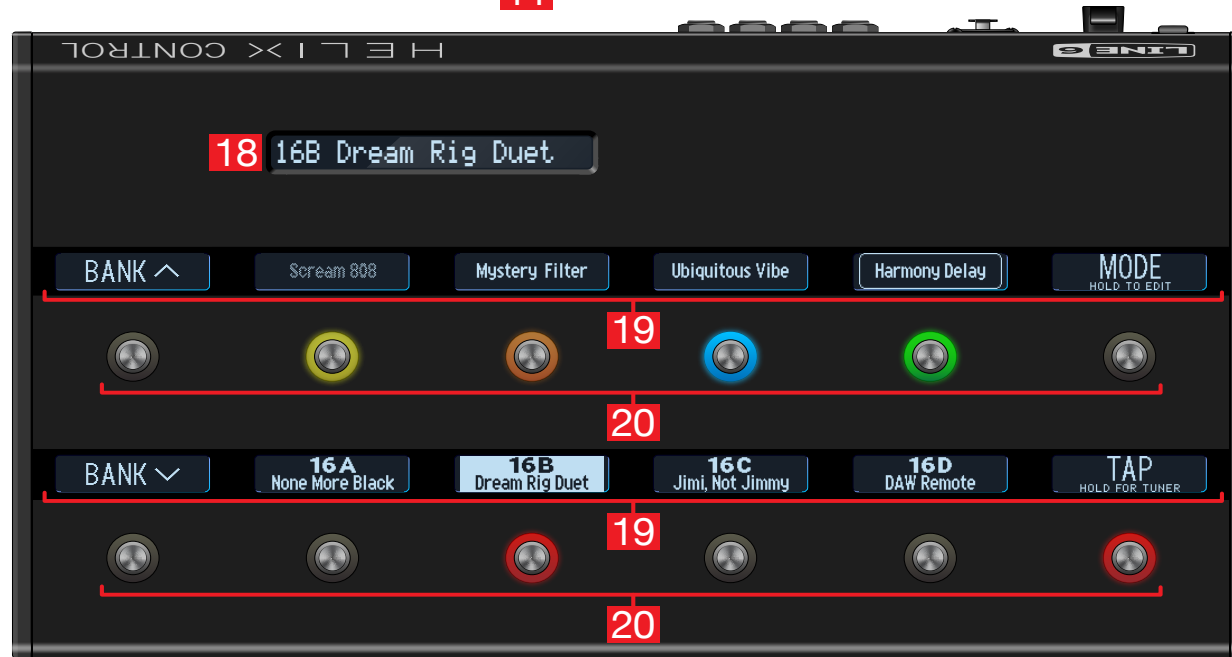 HELIX CONTROL
LINE 6
18
16B Dream Rig Duet
BANK
Scream 808
Mystery Filter
Ubiquitous Vibe
Harmony Delay
MODE
HOLD TO EDIT
19
20
BANK
16A
None More Black
16B
Dream Rig Duet
16C
Jimi, Not Jimmy
16D
DAW Remote
TAP
HOLD FOR TUNER
19
20